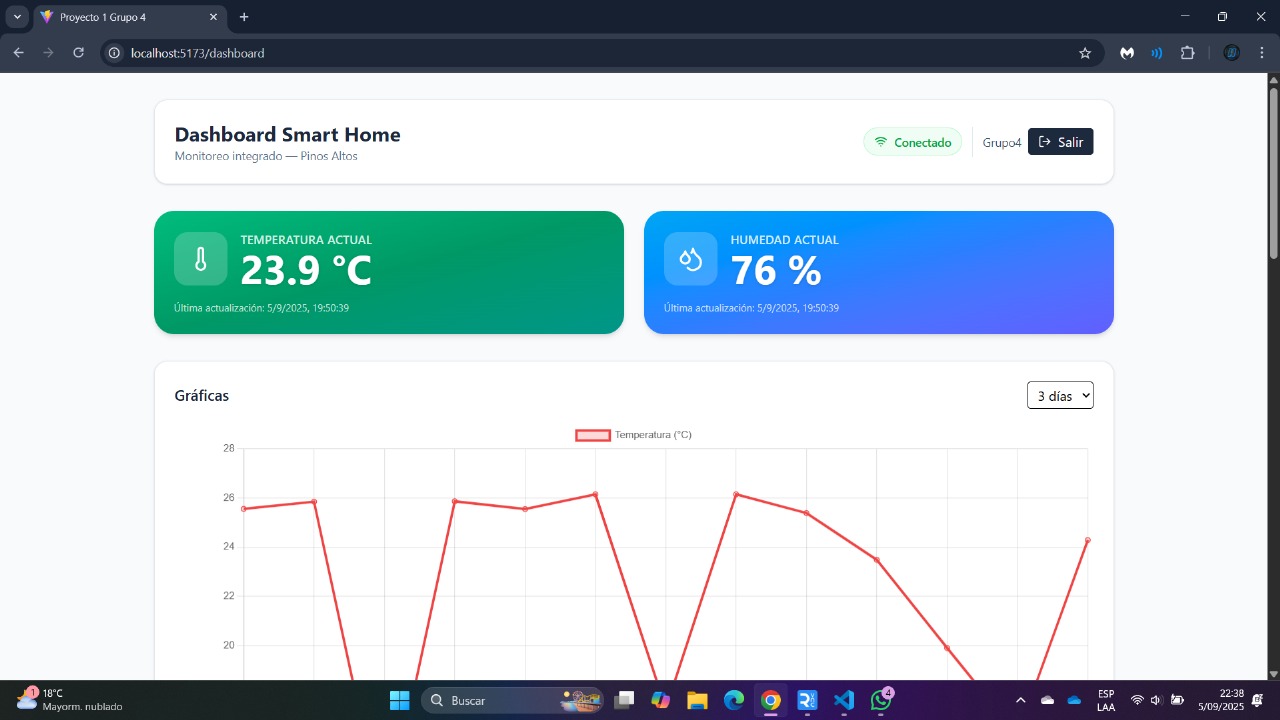 Proyecto 1 Grupo 4
localhost:5173/dashboard
Dashboard Smart Home
Monitoreo integrado — Pinos Altos
Conectado
Grupo4
Salir
TEMPERATURA ACTUAL
23.9 °C
Última actualización: 5/9/2025, 19:50:39
HUMEDAD ACTUAL
76 %
Última actualización: 5/9/2025, 19:50:39
Gráficas
3 días
Temperatura (°C)
28
26
24
22
20
1
18°C
Mayorm. nublado
Buscar
4
ESP
LAA
22:38
5/09/2025